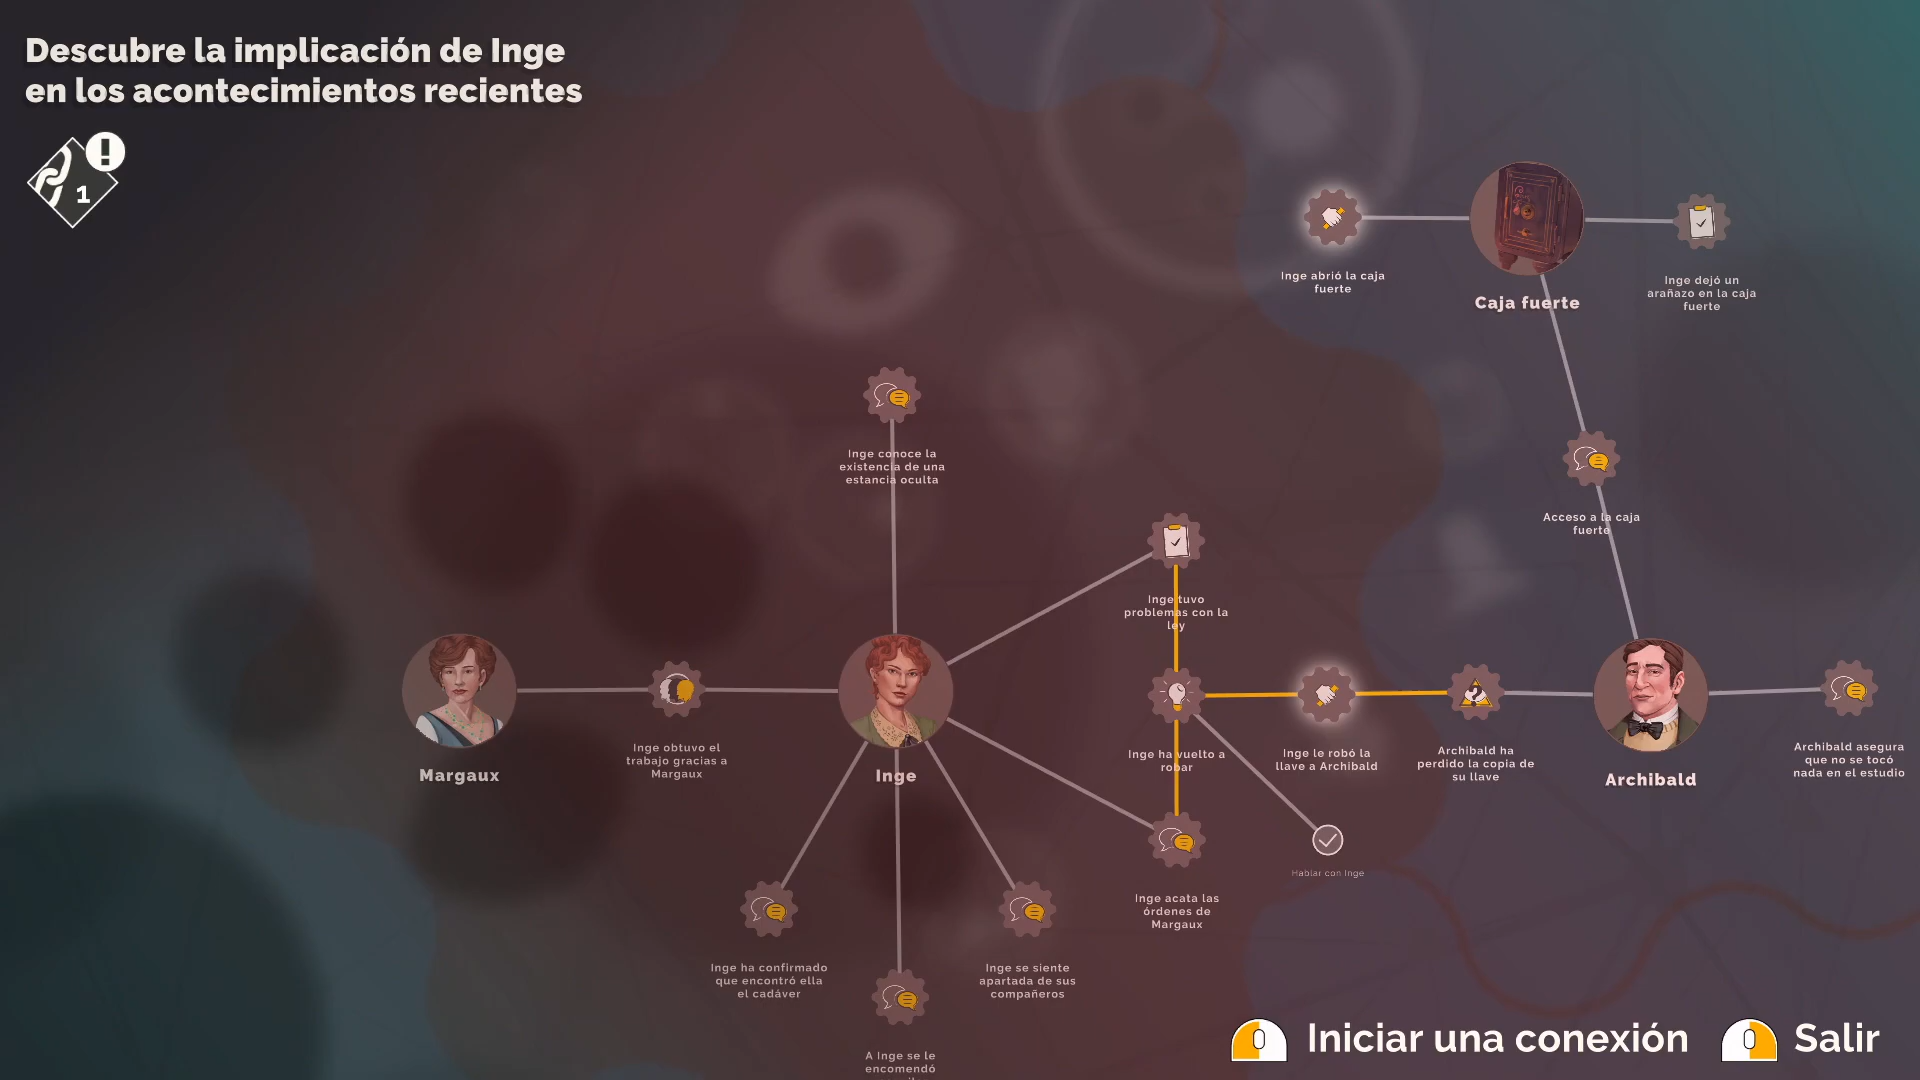 Descubre la implicación de Inge
en los acontecimientos recientes
1
Inge abrió la caja
fuerte
Caja fuerte
Inge dejó un
arañazo en la caja
fuerte
Inge conoce la
existencia de una
estancia oculta
Acceso a la caja
fuerte
Inge tuvo
problemas con la
ley
Margaux
Inge obtuvo el
trabajo gracias a
Margaux
Inge
Inge ha vuelto a
robar
Inge le robó la
llave a Archibald
Archibald ha
perdido la copia de
su llave
Archibald
Archibald asegura
que no se tocó
nada en el estudio
Hablar con Inge
Inge acata las
órdenes de
Margaux
Inge ha confirmado
que encontró ella
el cadáver
Inge se siente
apartada de sus
compañeros
A Inge se le
encomendó
Iniciar una conexión
Salir